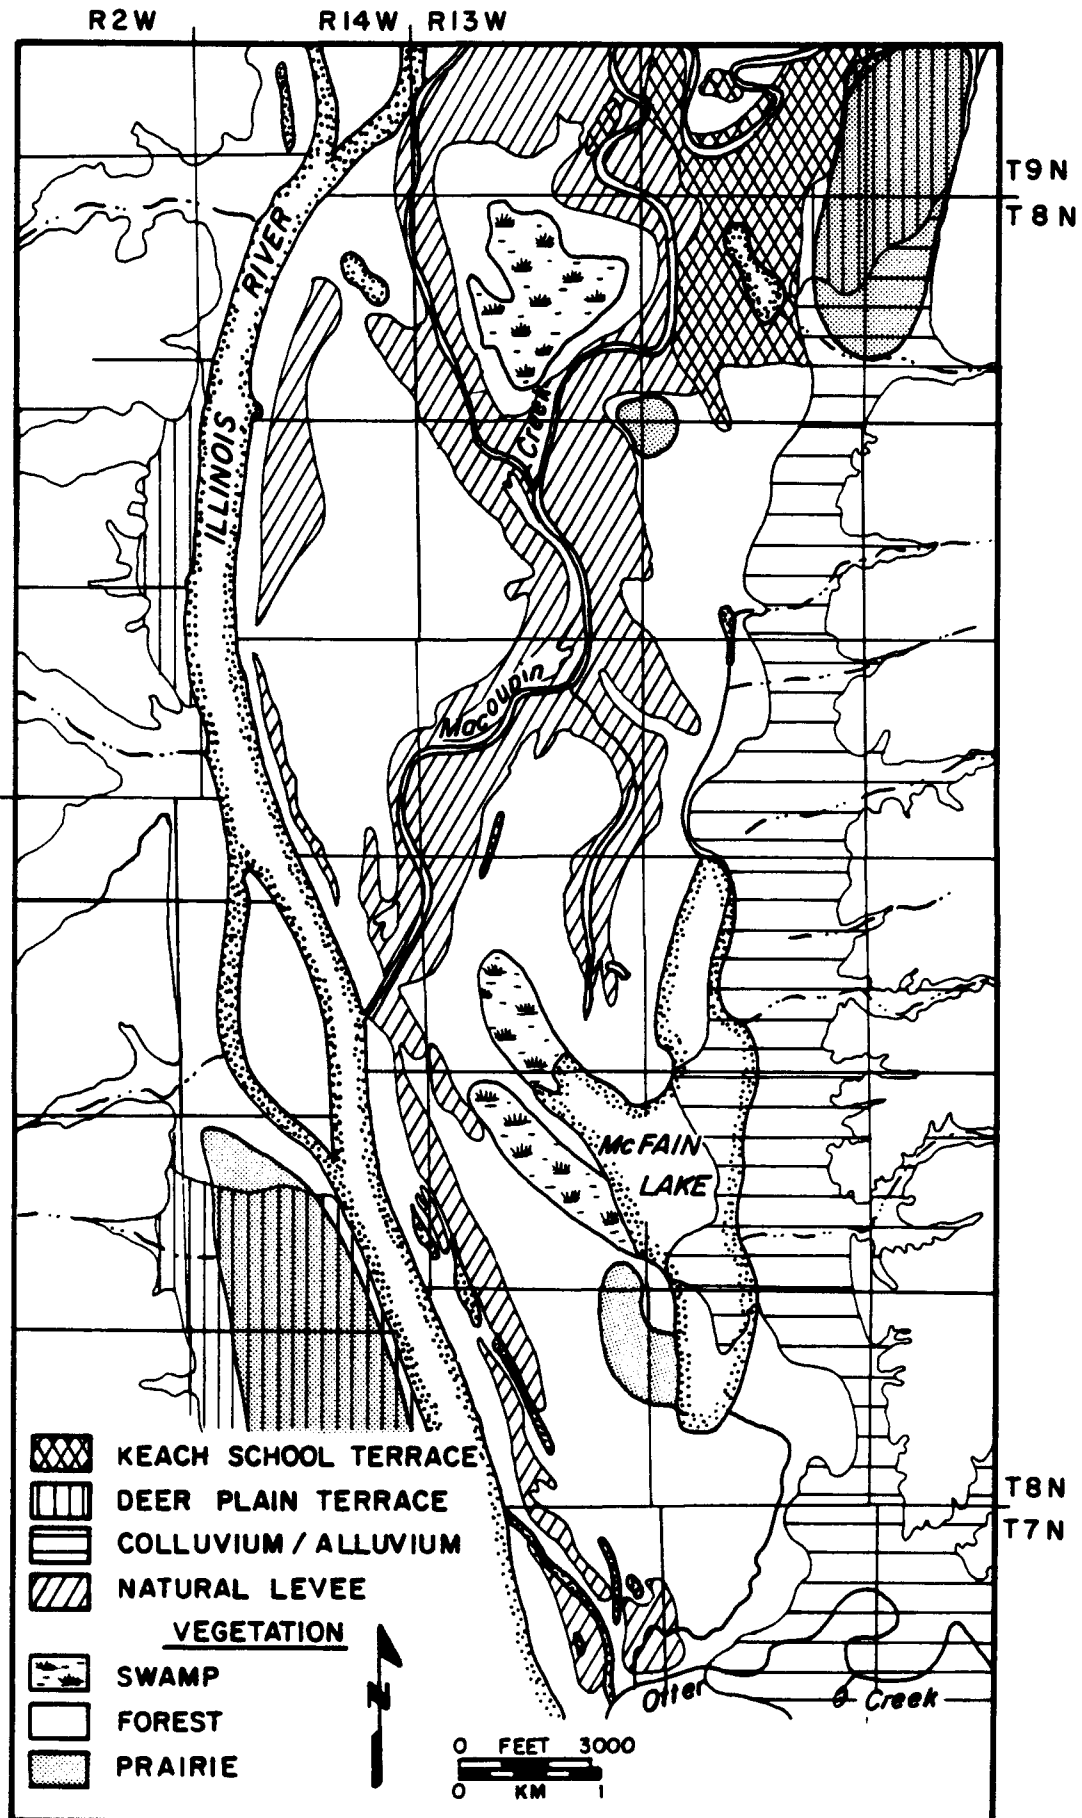 R2W R14W R13W
T9N
T8N
ILLINOIS RIVER
Creek
Macoupin
McFAIN
LAKE
KEACH SCHOOL TERRACE
DEER PLAIN TERRACE
COLLUVIUM / ALLUVIUM
NATURAL LEVEE
VEGETATION
SWAMP
FOREST
PRAIRIE
N
0 FEET 3000
0 KM 1
T8N
T7N
Otter Creek